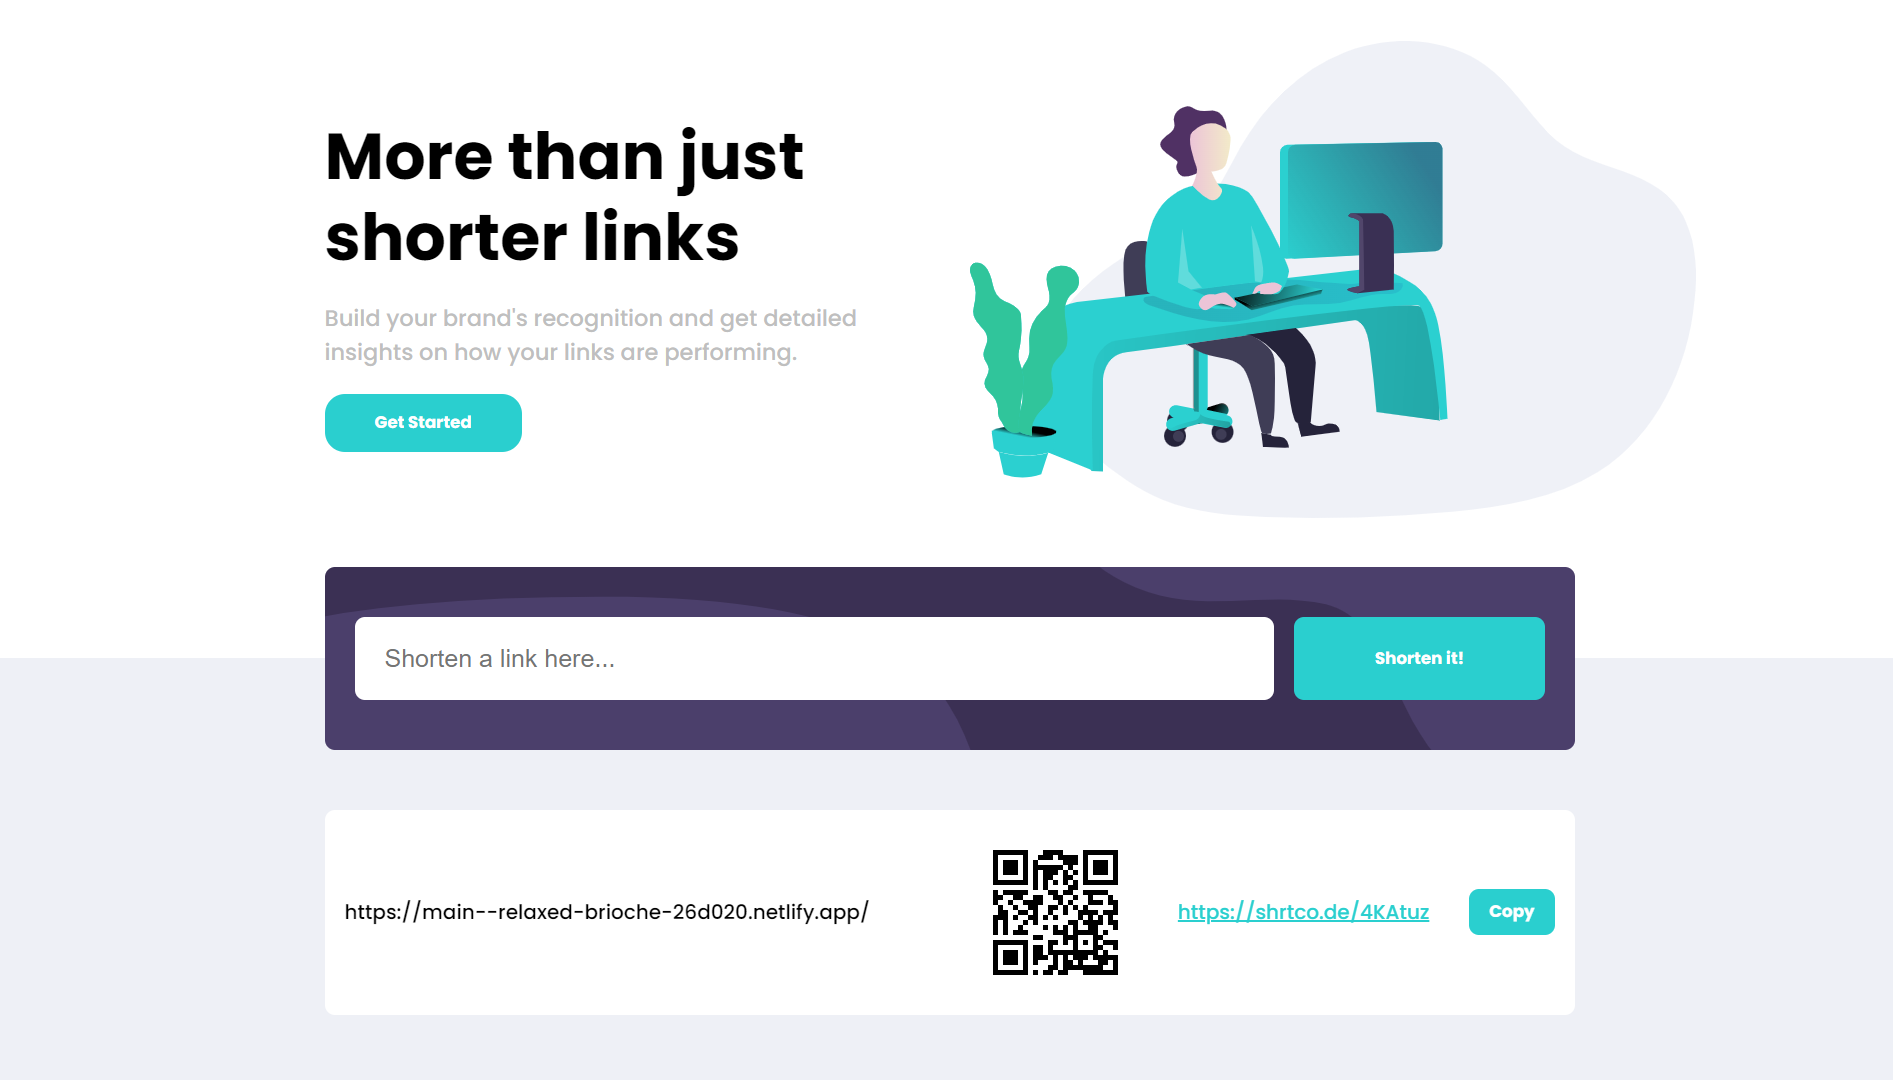 More than just
shorter links
Build your brand's recognition and get detailed
insights on how your links are performing.
Get Started
Shorten a link here...
Shorten it!
https://main--relaxed-brioche-26d020.netlify.app/
https://shrtco.de/4KAtuz
Copy